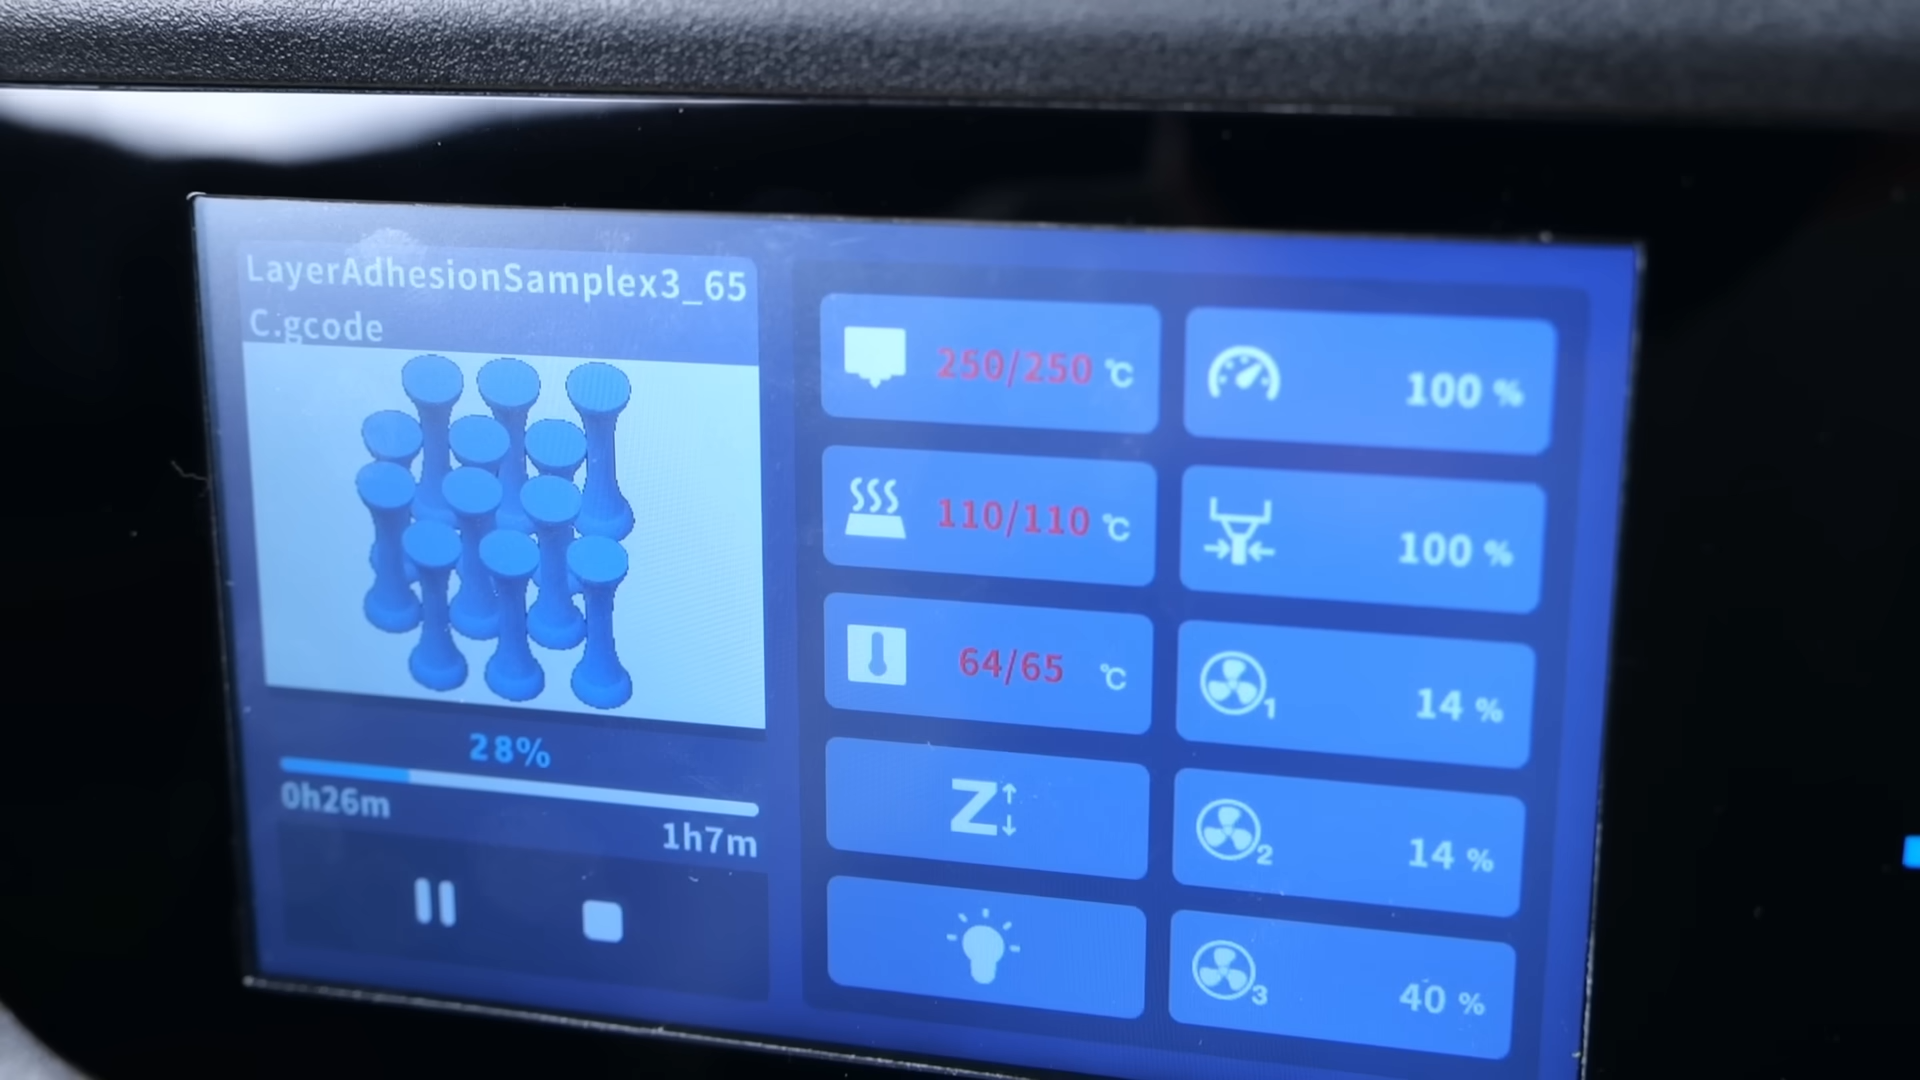 LayerAdhesionSamplex3_65
C.gcode
28%
0h26m
1h7m
250/250 ℃
110/110 ℃
64/65 ℃
Z
100 %
100 %
1 14 %
2 14 %
3 40 %